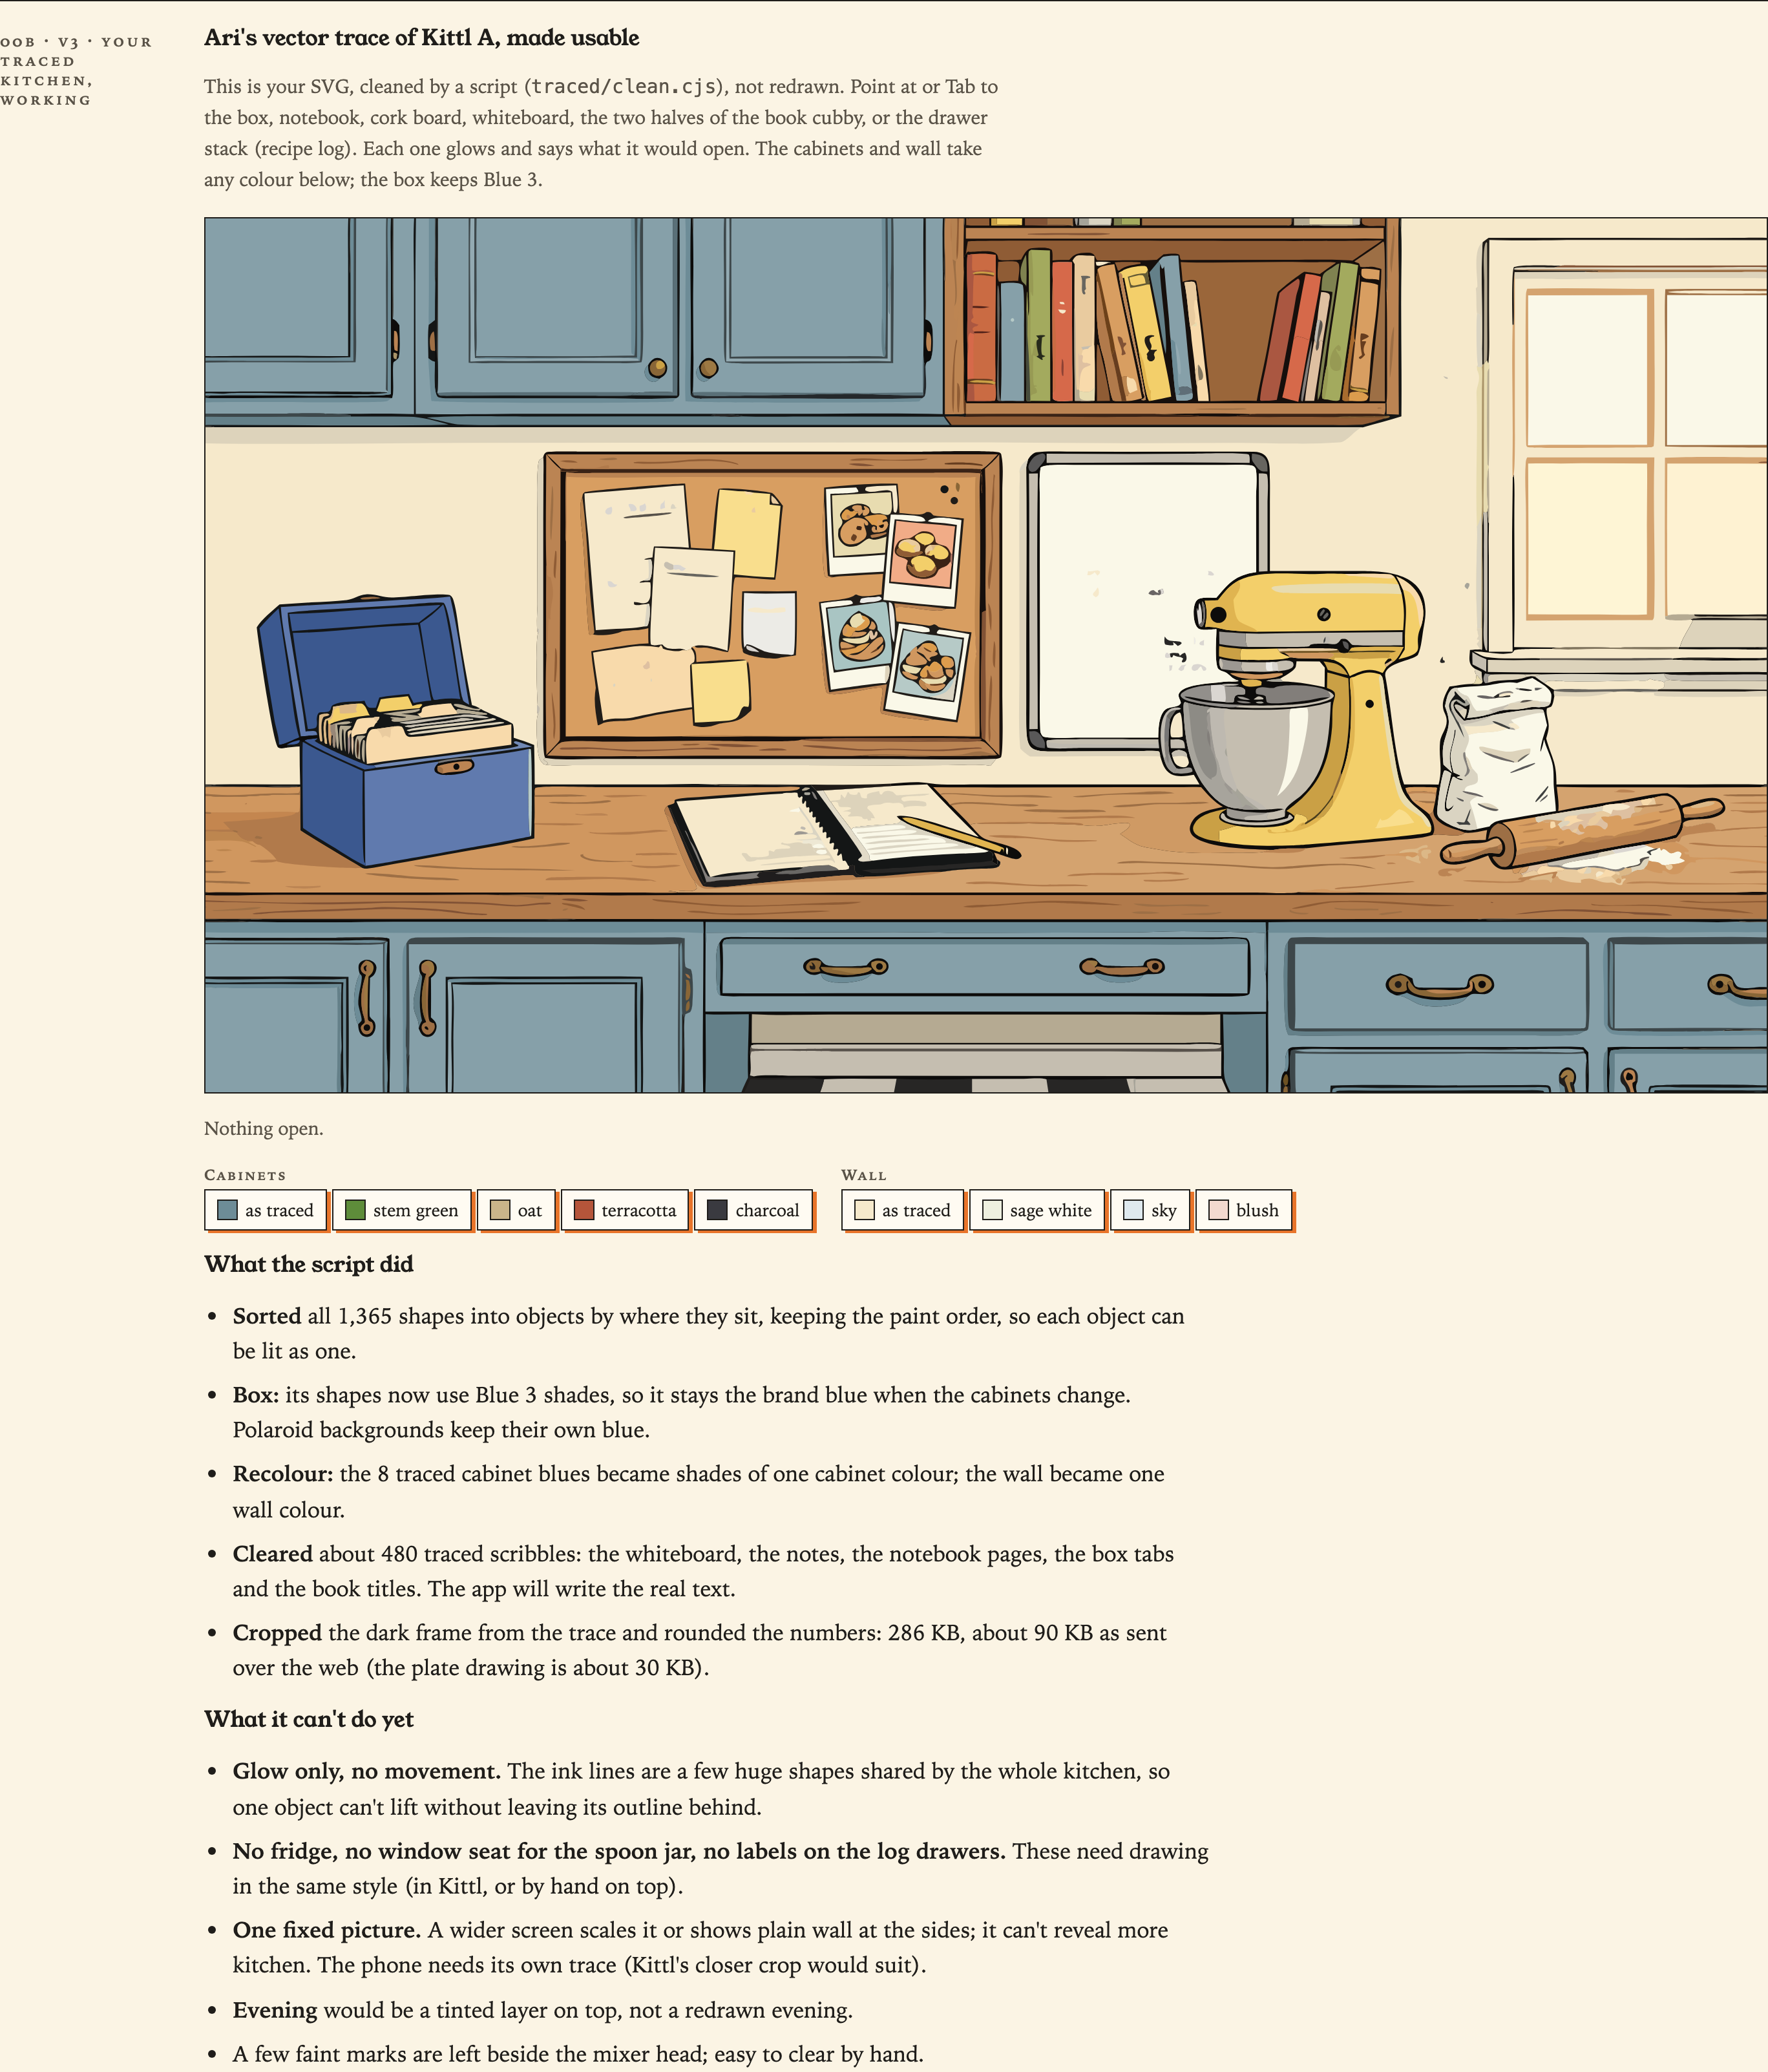 OOB · V3 · YOUR
TRACED
KITCHEN,
WORKING
Ari's vector trace of Kittl A, made usable
This is your SVG, cleaned by a script (traced/clean.cjs), not redrawn. Point at or Tab to
the box, notebook, cork board, whiteboard, the two halves of the book cubby, or the drawer
stack (recipe log). Each one glows and says what it would open. The cabinets and wall take
any colour below; the box keeps Blue 3.
Nothing open.
Cabinets
as traced stem green oat terracotta charcoal
Wall
as traced sage white sky blush
What the script did
• Sorted all 1,365 shapes into objects by where they sit, keeping the paint order, so each object can
be lit as one.
• Box: its shapes now use Blue 3 shades, so it stays the brand blue when the cabinets change.
Polaroid backgrounds keep their own blue.
• Recolour: the 8 traced cabinet blues became shades of one cabinet colour; the wall became one
wall colour.
• Cleared about 480 traced scribbles: the whiteboard, the notes, the notebook pages, the box tabs
and the book titles. The app will write the real text.
• Cropped the dark frame from the trace and rounded the numbers: 286 KB, about 90 KB as sent
over the web (the plate drawing is about 30 KB).
What it can't do yet
• Glow only, no movement. The ink lines are a few huge shapes shared by the whole kitchen, so
one object can't lift without leaving its outline behind.
• No fridge, no window seat for the spoon jar, no labels on the log drawers. These need drawing
in the same style (in Kittl, or by hand on top).
• One fixed picture. A wider screen scales it or shows plain wall at the sides; it can't reveal more
kitchen. The phone needs its own trace (Kittl's closer crop would suit).
• Evening would be a tinted layer on top, not a redrawn evening.
• A few faint marks are left beside the mixer head; easy to clear by hand.